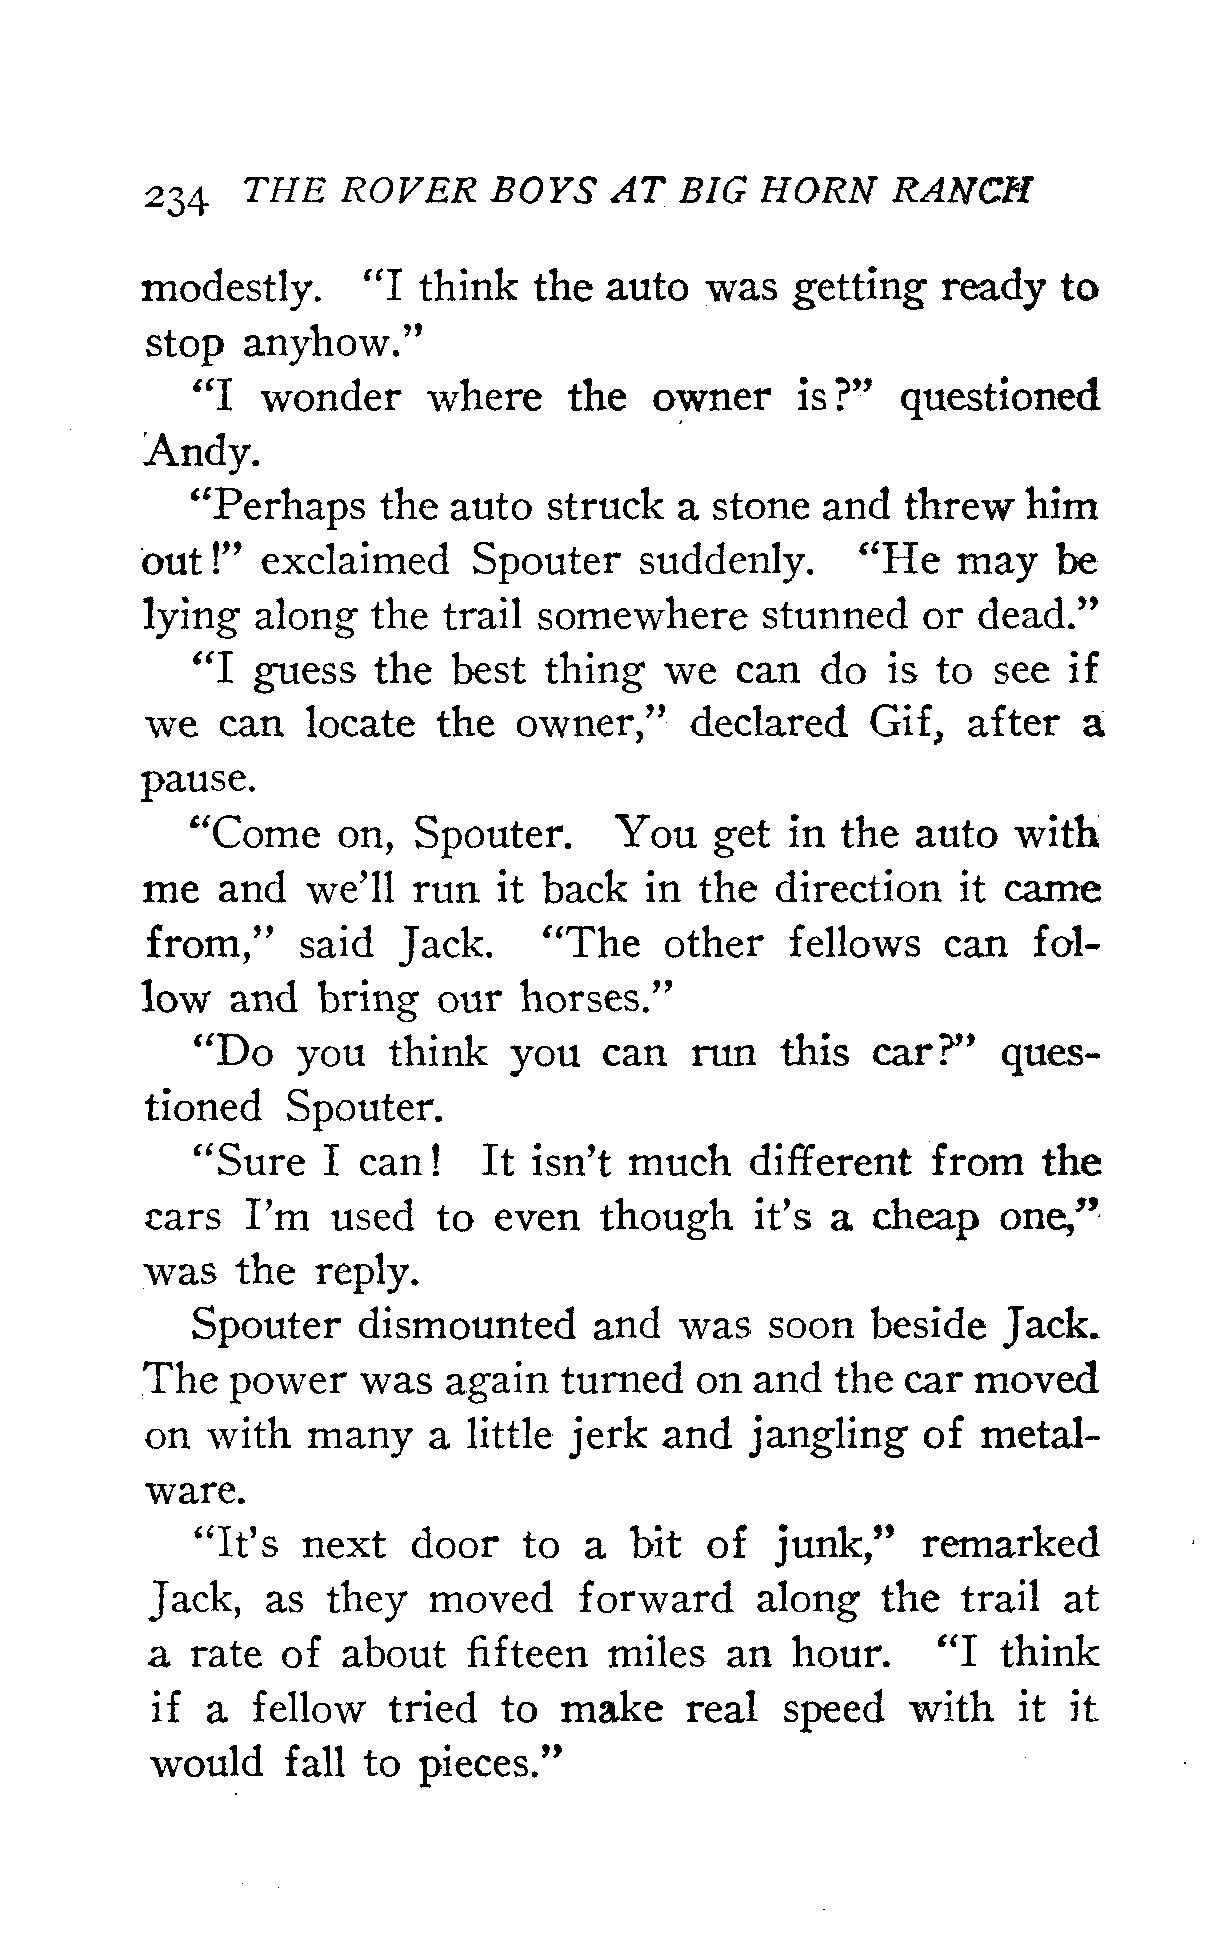 234 THE ROVER BOYS AT BIG HORN RANCH
modestly. "I think the auto was getting ready to
stop anyhow."
"I wonder where the owner is?" questioned
Andy.
"Perhaps the auto struck a stone and threw him
out!" exclaimed Spouter suddenly. "He may be
lying along the trail somewhere stunned or dead."
"I guess the best thing we can do is to see if
we can locate the owner," declared Gif, after a
pause.
"Come on, Spouter. You get in the auto with
me and we'll run it back in the direction it came
from," said Jack. "The other fellows can fol-
low and bring our horses."
"Do you think you can run this car?" ques-
tioned Spouter.
"Sure I can! It isn't much different from the
cars I'm used to even though it's a cheap one,"
was the reply.
Spouter dismounted and was soon beside Jack.
The power was again turned on and the car moved
on with many a little jerk and jangling of metal-
ware.
"It's next door to a bit of junk," remarked
Jack, as they moved forward along the trail at
a rate of about fifteen miles an hour. "I think
if a fellow tried to make real speed with it it
would fall to pieces."